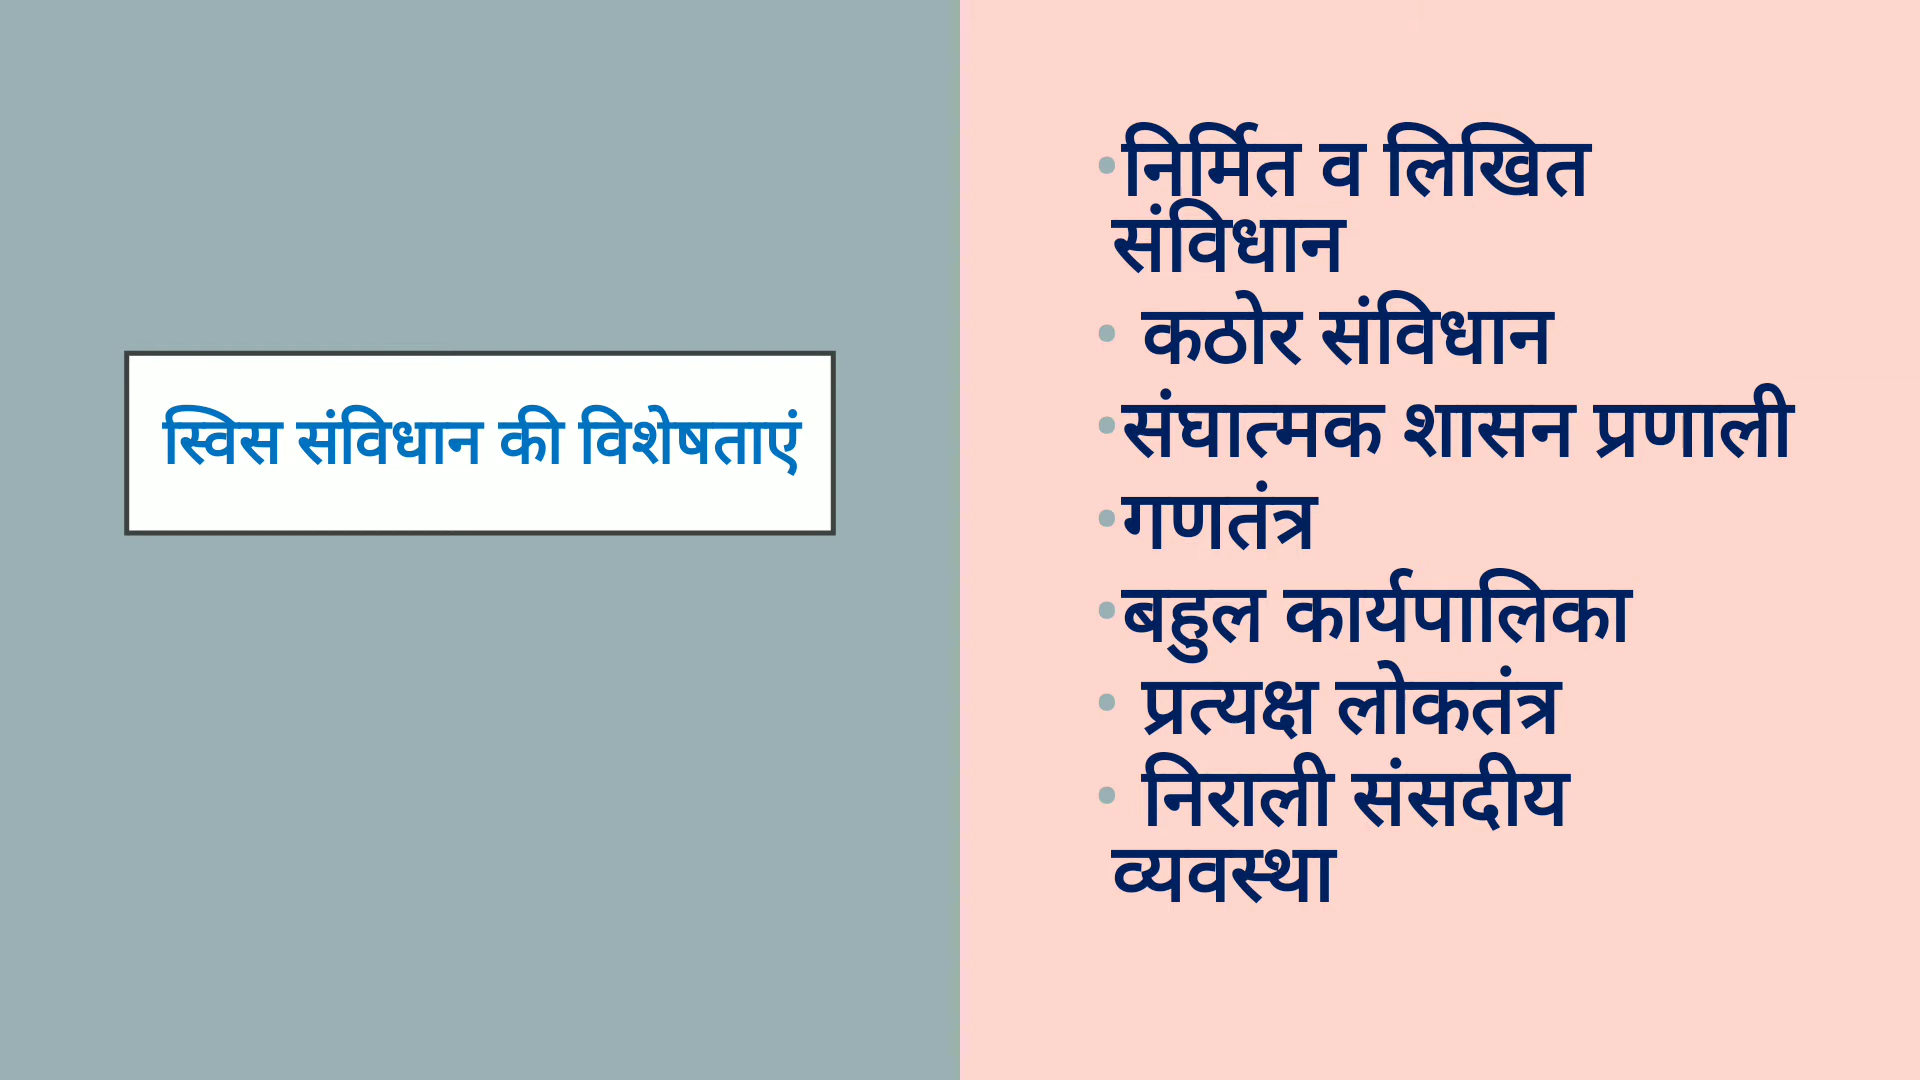 स्विस संविधान की विशेषताएं
•निर्मित व लिखित
संविधान
• कठोर संविधान
•संघात्मक शासन प्रणाली
•गणतंत्र
•बहुल कार्यपालिका
• प्रत्यक्ष लोकतंत्र
• निराली संसदीय
व्यवस्था